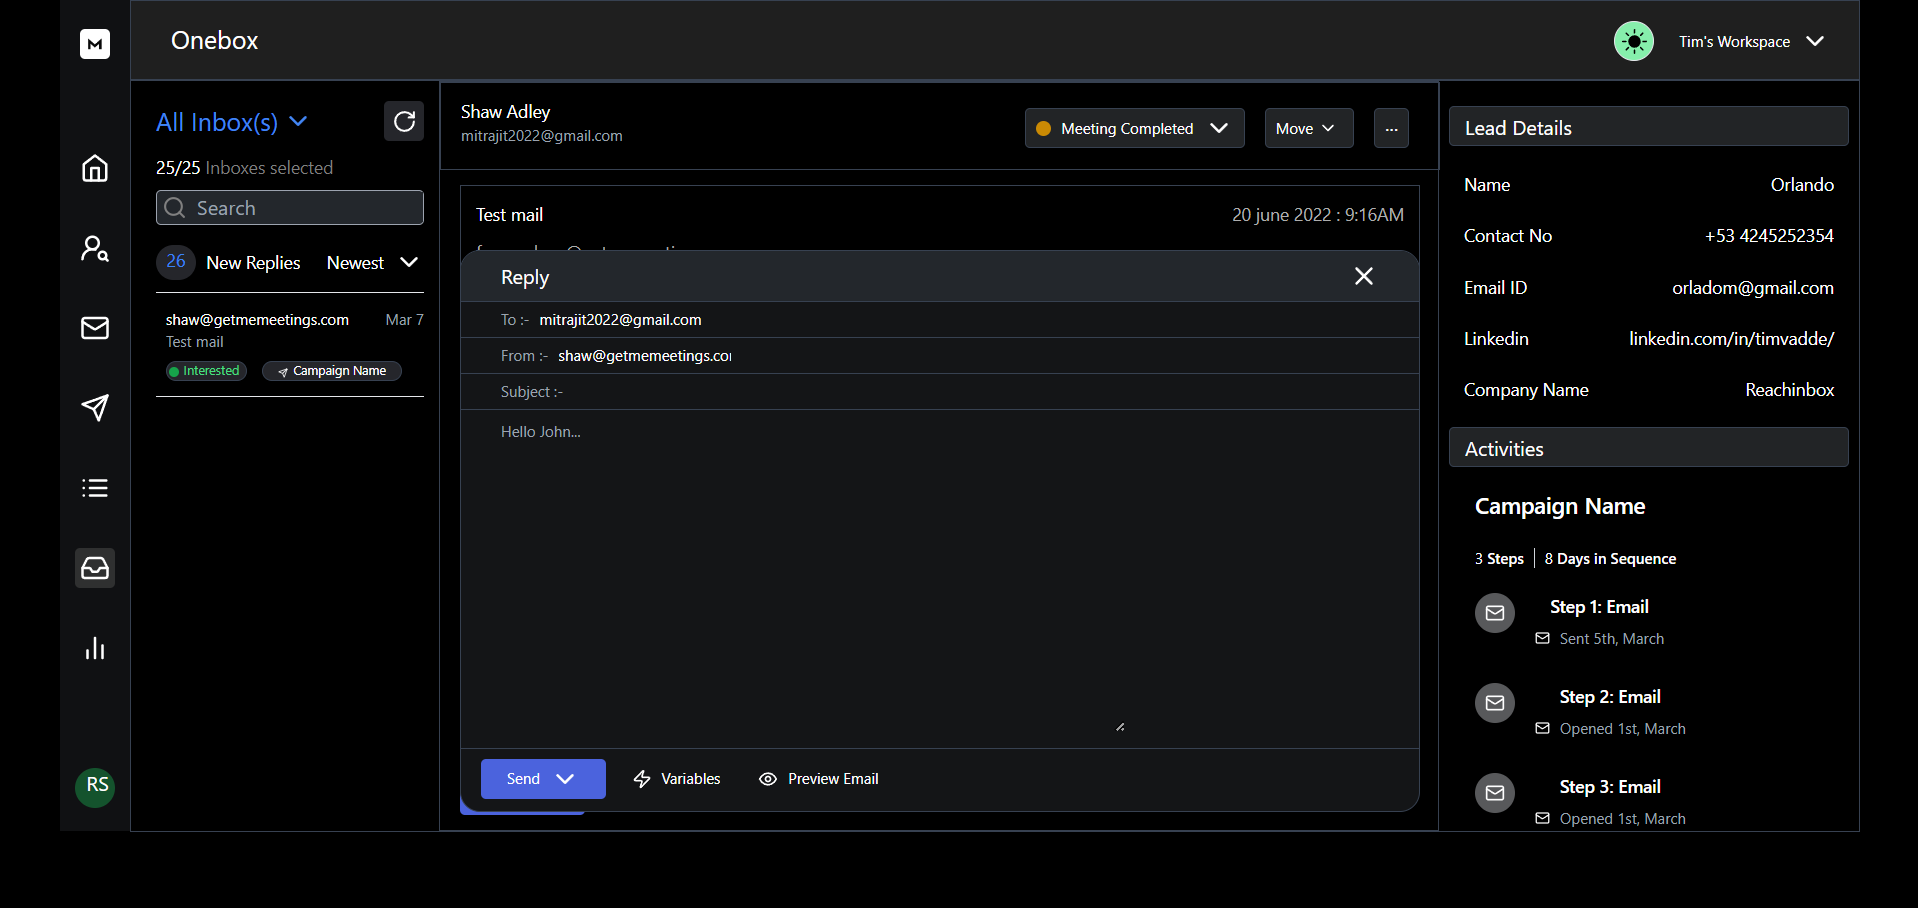 M
Onebox
Tim's Workspace
All Inbox(s)
25/25 Inboxes selected
Search
26 New Replies Newest
shaw@getmemeetings.com Mar 7
Test mail
Interested Campaign Name
RS
Shaw Adley
mitrajit2022@gmail.com
Meeting Completed
Move
...
Test mail 20 june 2022 : 9:16AM
Reply
To :- mitrajit2022@gmail.com
From :- shaw@getmemeetings.co
Subject :-
Hello John...
Send
Variables
Preview Email
Lead Details
Name Orlando
Contact No +53 4245252354
Email ID orladom@gmail.com
Linkedin linkedin.com/in/timvadde/
Company Name Reachinbox
Activities
Campaign Name
3 Steps 8 Days in Sequence
Step 1: Email
Sent 5th, March
Step 2: Email
Opened 1st, March
Step 3: Email
Opened 1st, March